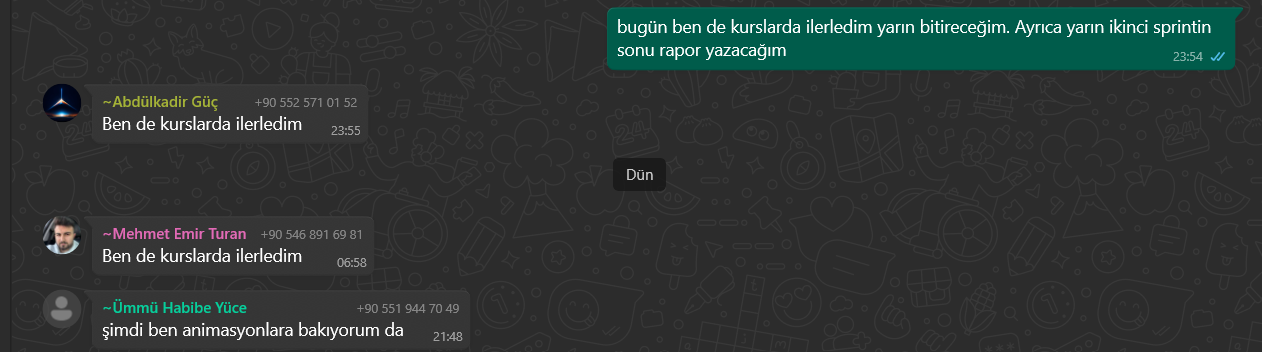 bugün ben de kurslarda ilerledim yarın bitireceğim. Ayrıca yarın ikinci sprintin
sonu rapor yazacağım
23:54
~Abdülkadir Güç +90 552 571 01 52
Ben de kurslarda ilerledim
23:55
Dün
~Mehmet Emir Turan +90 546 891 69 81
Ben de kurslarda ilerledim
06:58
~Ümmü Habibe Yüce +90 551 944 70 49
şimdi ben animasyonlara bakıyorum da
21:48